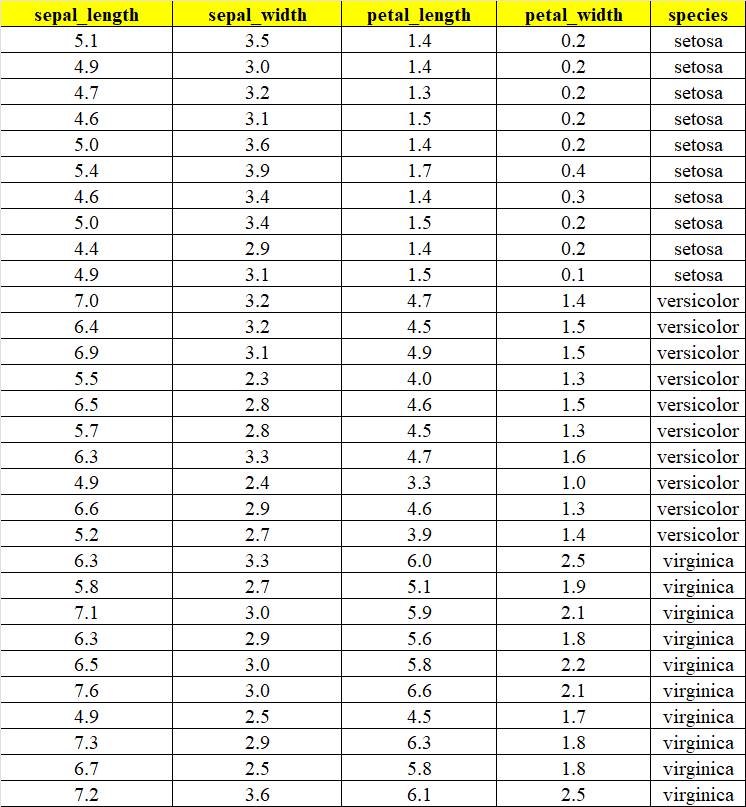 sepal_length sepal_width petal_length petal_width species
5.1 3.5 1.4 0.2 setosa
4.9 3.0 1.4 0.2 setosa
4.7 3.2 1.3 0.2 setosa
4.6 3.1 1.5 0.2 setosa
5.0 3.6 1.4 0.2 setosa
5.4 3.9 1.7 0.4 setosa
4.6 3.4 1.4 0.3 setosa
5.0 3.4 1.5 0.2 setosa
4.4 2.9 1.4 0.2 setosa
4.9 3.1 1.5 0.1 setosa
7.0 3.2 4.7 1.4 versicolor
6.4 3.2 4.5 1.5 versicolor
6.9 3.1 4.9 1.5 versicolor
5.5 2.3 4.0 1.3 versicolor
6.5 2.8 4.6 1.5 versicolor
5.7 2.8 4.5 1.3 versicolor
6.3 3.3 4.7 1.6 versicolor
4.9 2.4 3.3 1.0 versicolor
6.6 2.9 4.6 1.3 versicolor
5.2 2.7 3.9 1.4 versicolor
6.3 3.3 6.0 2.5 virginica
5.8 2.7 5.1 1.9 virginica
7.1 3.0 5.9 2.1 virginica
6.3 2.9 5.6 1.8 virginica
6.5 3.0 5.8 2.2 virginica
7.6 3.0 6.6 2.1 virginica
4.9 2.5 4.5 1.7 virginica
7.3 2.9 6.3 1.8 virginica
6.7 2.5 5.8 1.8 virginica
7.2 3.6 6.1 2.5 virginica